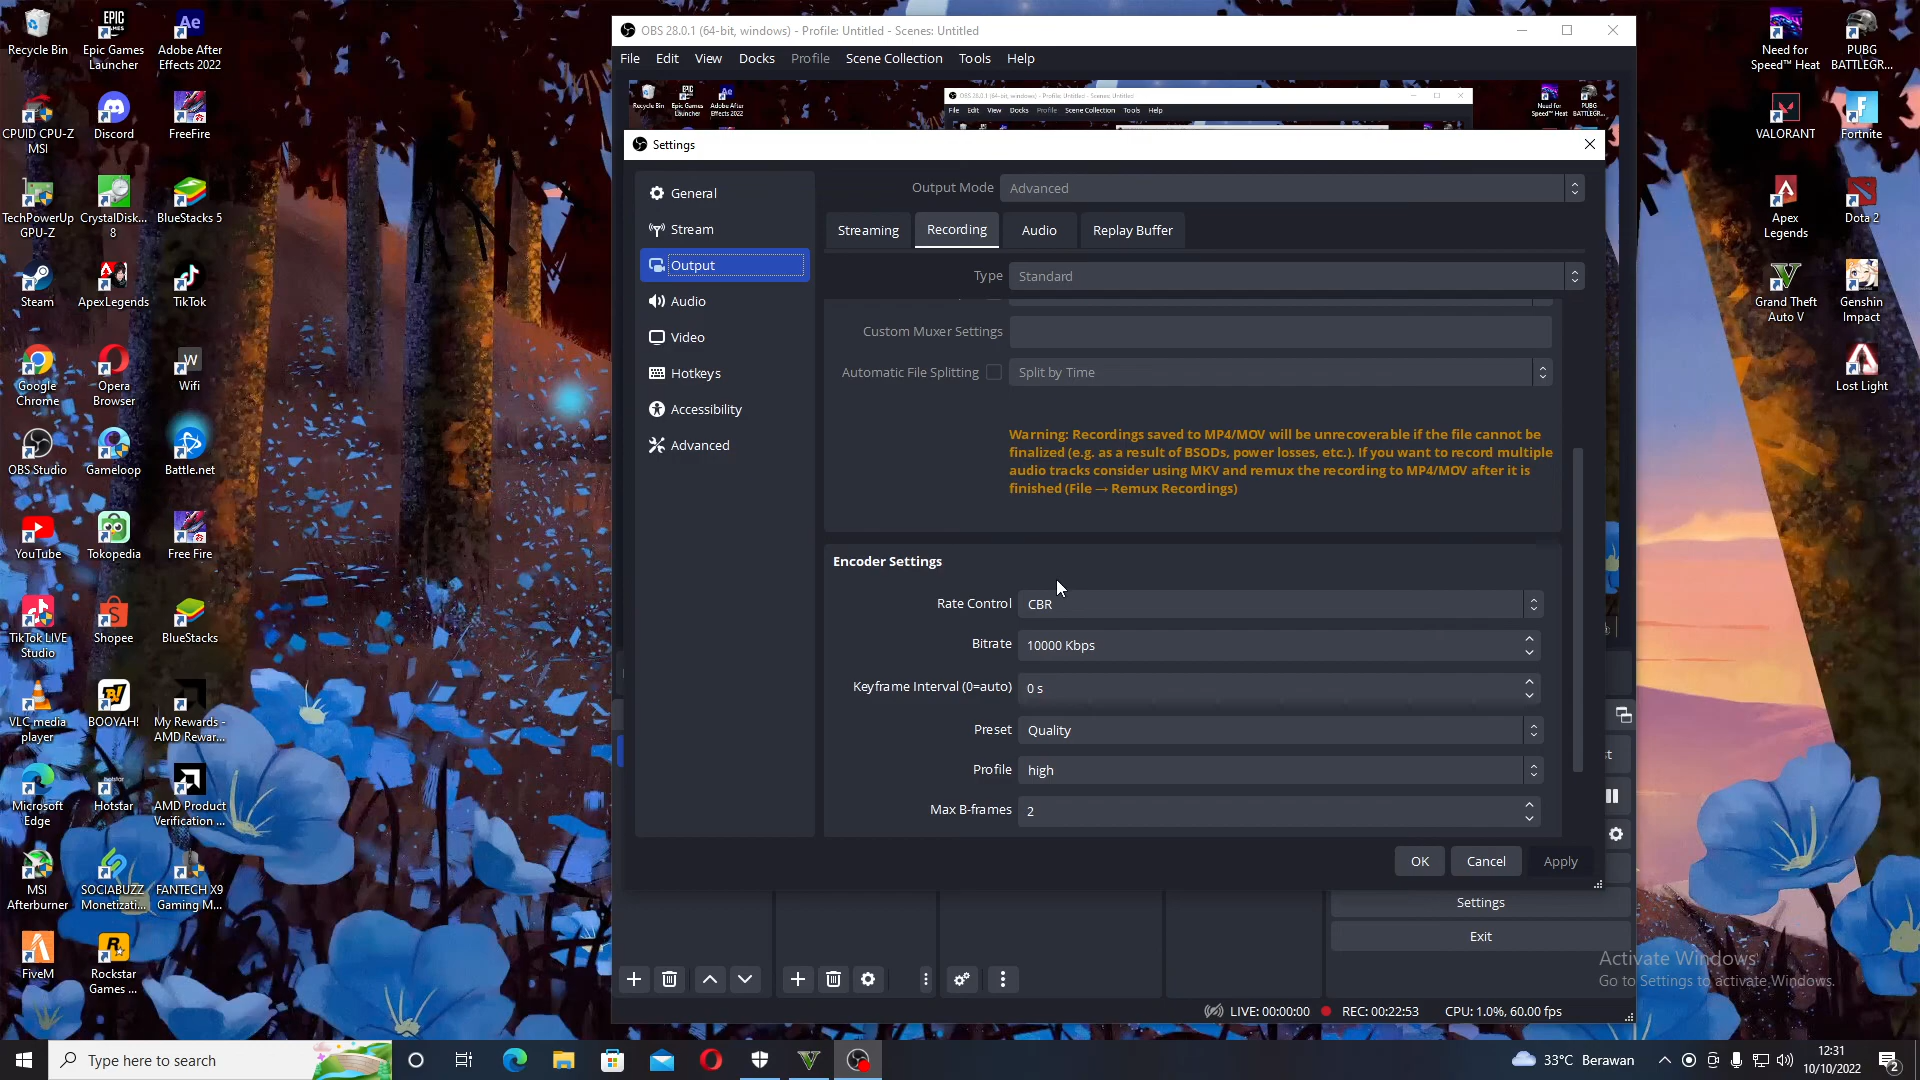 Recycle Bin
Epic Games
Launcher
Adobe After
Effects 2022
CPUID CPU-Z
MSI
Discord
FreeFire
TechPowerUp
GPU-Z
CrystalDisk...
8
BlueStacks 5
Steam
ApexLegends
TikTok
Google
Chrome
Opera
Browser
Wifi
OBS Studio
Gameloop
Battle.net
YouTube
Tokopedia
Free Fire
TikTok LIVE
Studio
Shopee
BlueStacks
VLC media
player
BOOYAH!
My Rewards -
AMD Rewar...
Microsoft
Edge
Hotstar
AMD Product
Verification ...
MSI
Afterburner
SOCIABUZZ
Monetizati...
FANTECH X9
Gaming M...
FiveM
Rockstar
Games ...
OBS 28.0.1 (64-bit, windows) - Profile: Untitled - Scenes: Untitled
File Edit View Docks Profile Scene Collection Tools Help
Settings
General
Stream
Output
Audio
Video
Hotkeys
Accessibility
Advanced
Output Mode Advanced
Streaming Recording Audio Replay Buffer
Type Standard
Custom Muxer Settings
Automatic File Splitting Split by Time
Warning: Recordings saved to MP4/MOV will be unrecoverable if the file cannot be
finalized (e.g. as a result of BSODs, power losses, etc.). If you want to record multiple
audio tracks consider using MKV and remux the recording to MP4/MOV after it is
finished (File → Remux Recordings)
Encoder Settings
Rate Control CBR
Bitrate 10000 Kbps
Keyframe Interval (0=auto) 0 s
Preset Quality
Profile high
Max B-frames 2
OK Cancel Apply
Settings
Exit
LIVE: 00:00:00 REC: 00:22:53 CPU: 1.0%, 60.00 fps
Need for
Speed™ Heat
PUBG
BATTLEGR...
VALORANT
Fortnite
Apex
Legends
Dota 2
Grand Theft
Auto V
Genshin
Impact
Lost Light
Activate Windows
Go to Settings to activate Windows.
Type here to search
33°C Berawan
12:31
10/10/2022
2